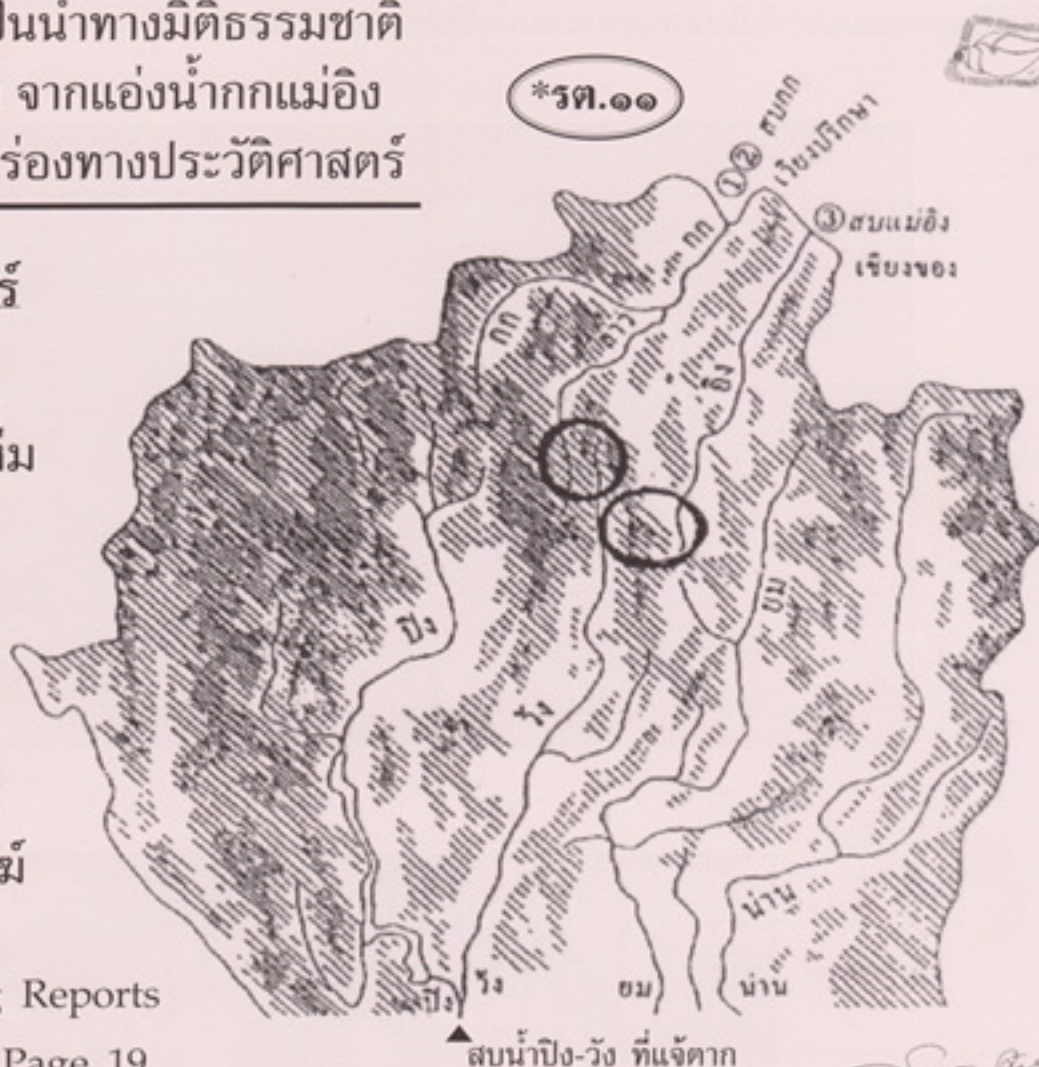 ปันน้ำทางมิติธรรมชาติ
จากแอ่งน้ำกกแม่อิง
ร่องทางประวัติศาสตร์
*รต.๑๑
①② สบกก
เวียงปรึกษา
③สบแม่อิง
เชียงของ
กก
กก
ลาว
อิง
ปิง
วัง
ยม
น่าน
ปิง
วัง
ยม
น่าน
สบน้ำปิง-วัง ที่แจ้ตาก
Reports
Page 19